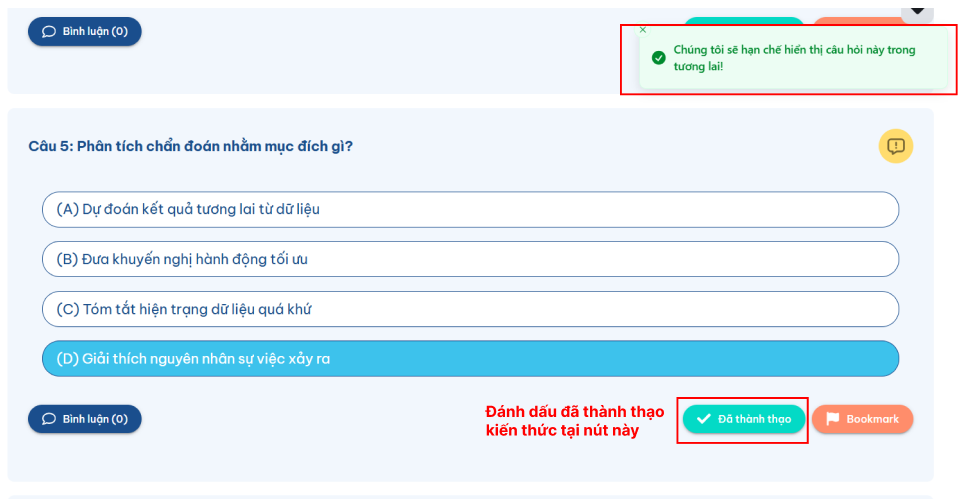 Bình luận (0)
Chúng tôi sẽ hạn chế hiển thị câu hỏi này trong
tương lai!
Câu 5: Phân tích chẩn đoán nhằm mục đích gì?
(A) Dự đoán kết quả tương lai từ dữ liệu
(B) Đưa khuyến nghị hành động tối ưu
(C) Tóm tắt hiện trạng dữ liệu quá khứ
(D) Giải thích nguyên nhân sự việc xảy ra
Bình luận (0)
Đánh dấu đã thành thạo
kiến thức tại nút này
Đã thành thạo
Bookmark